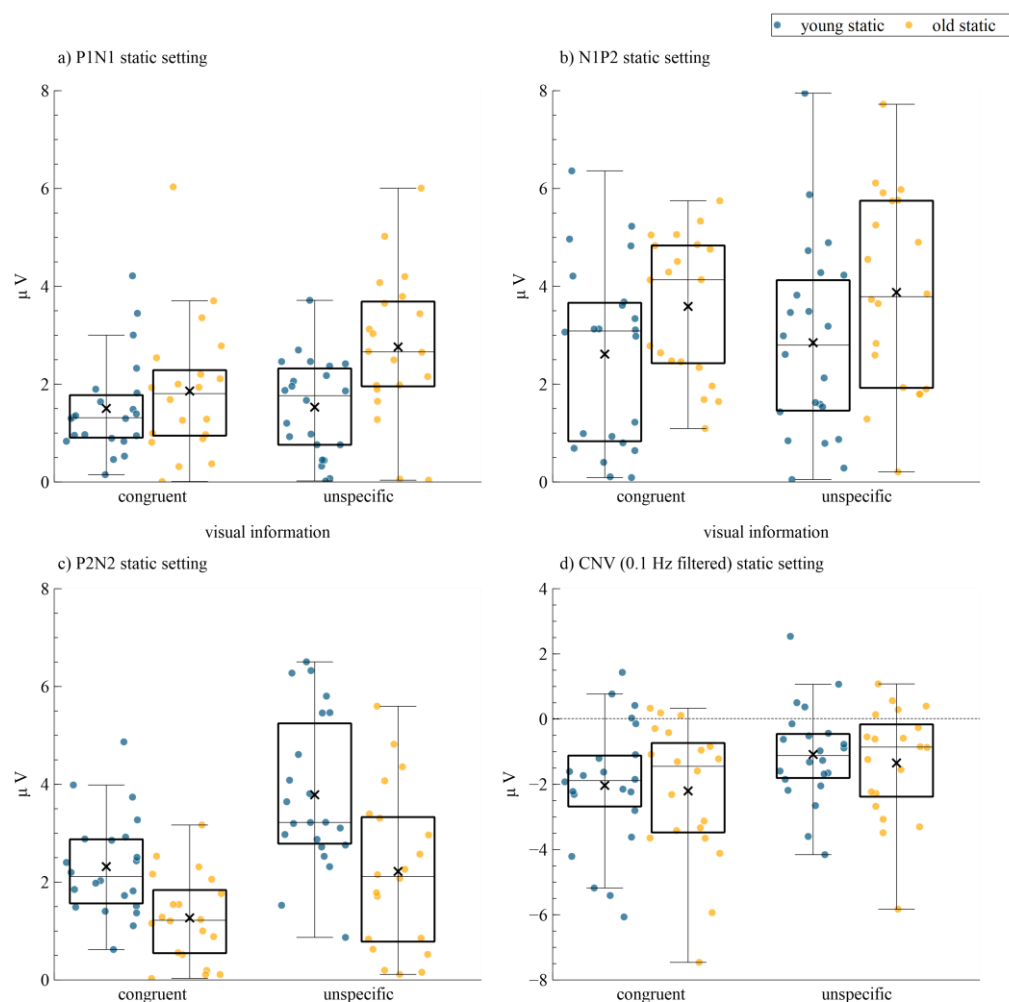 young static old static
a) P1N1 static setting
b) N1P2 static setting
8
6
4
2
0
μ V
congruent
unspecific
8
6
4
2
0
μ V
congruent
unspecific
visual information
visual information
c) P2N2 static setting
d) CNV (0.1 Hz filtered) static setting
8
6
4
2
0
μ V
congruent
unspecific
4
2
0
−2
−4
−6
−8
μ V
congruent
unspecific